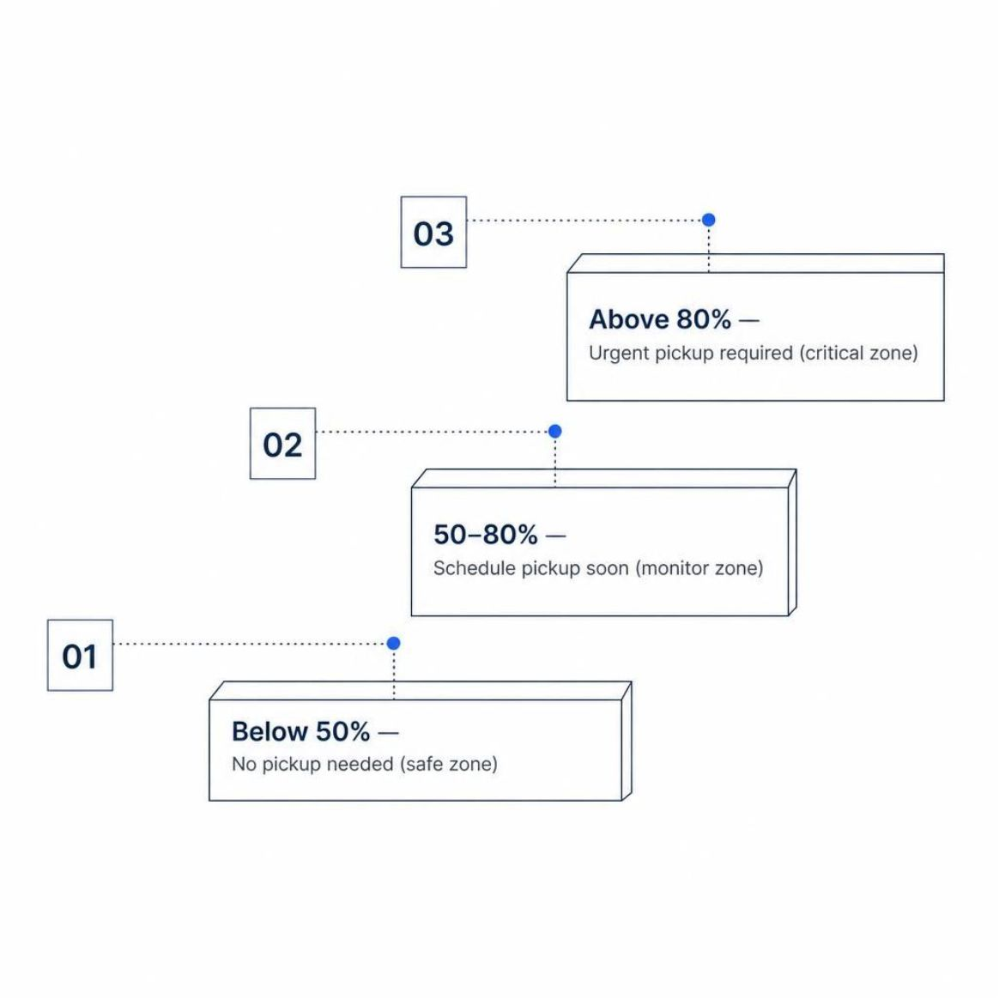 03
Above 80% —
Urgent pickup required (critical zone)
02
50–80% —
Schedule pickup soon (monitor zone)
01
Below 50% —
No pickup needed (safe zone)